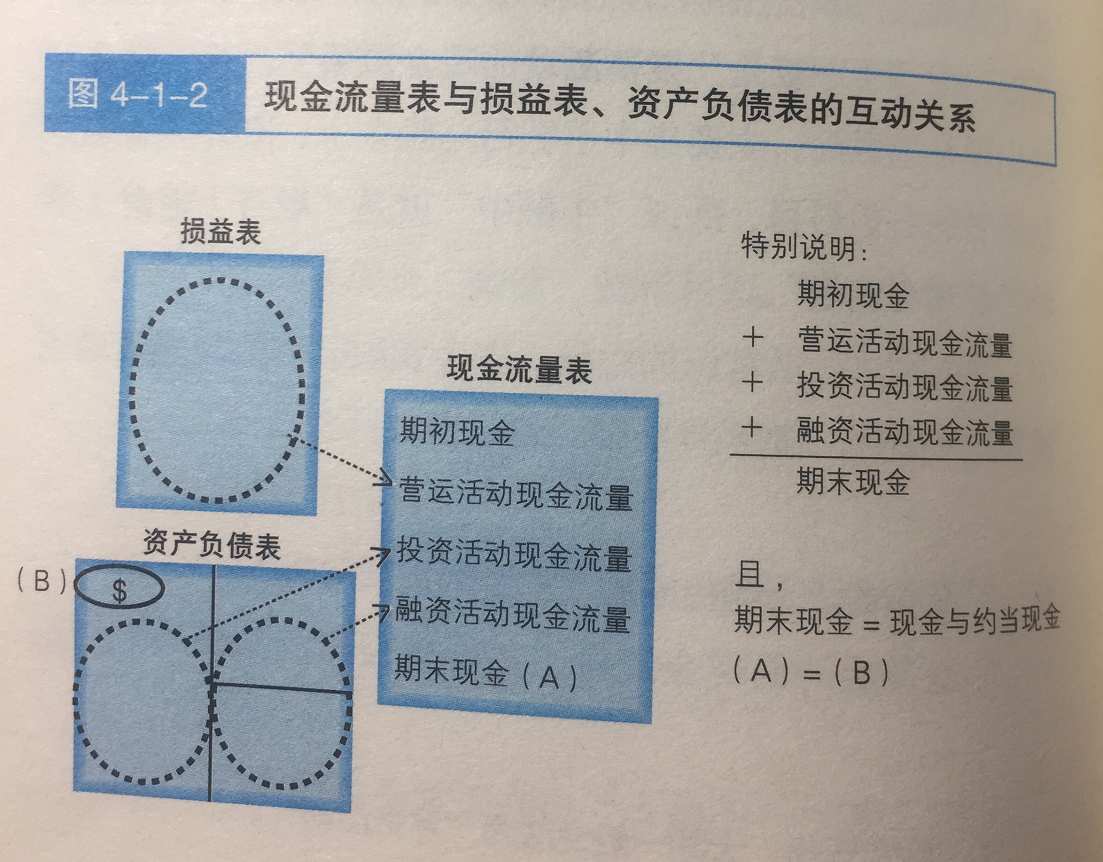 图 4-1-2
现金流量表与损益表、资产负债表的互动关系
损益表
资产负债表
(B)
$
现金流量表
期初现金
营运活动现金流量
投资活动现金流量
融资活动现金流量
期末现金(A)
特别说明:
期初现金
+ 营运活动现金流量
+ 投资活动现金流量
+ 融资活动现金流量
期末现金
且,
期末现金=现金与约当现金
(A)=(B)